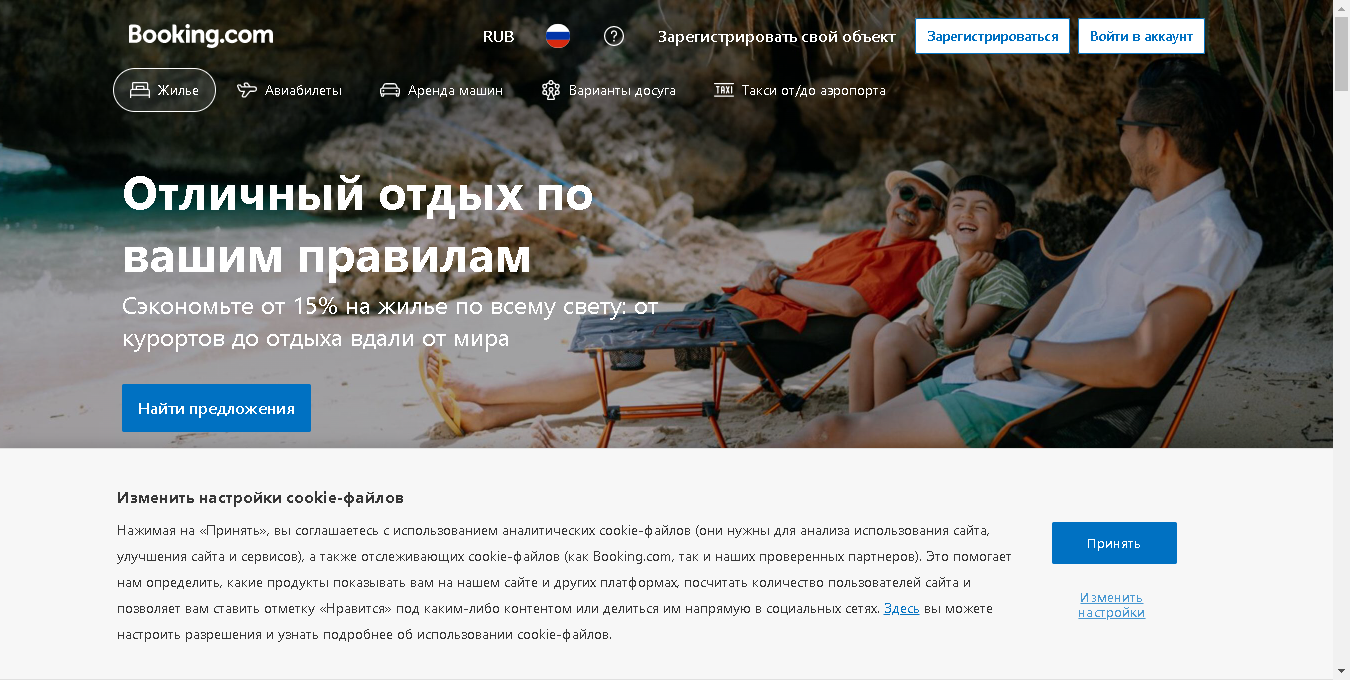 Booking.com
RUB
Зарегистрировать свой объект
Зарегистрироваться
Войти в аккаунт
Жилье
Авиабилеты
Аренда машин
Варианты досуга
TAXI
Такси от/до аэропорта
Отличный отдых по
вашим правилам
Сэкономьте от 15% на жилье по всему свету: от
курортов до отдыха вдали от мира
Найти предложения
Изменить настройки cookie-файлов
Нажимая на «Принять», вы соглашаетесь с использованием аналитических cookie-файлов (они нужны для анализа использования сайта,
улучшения сайта и сервисов), а также отслеживающих cookie-файлов (как Booking.com, так и наших проверенных партнеров). Это помогает
нам определить, какие продукты показывать вам на нашем сайте и других платформах, посчитать количество пользователей сайта и
позволяет вам ставить отметку «Нравится» под каким-либо контентом или делиться им напрямую в социальных сетях. Здесь вы можете
настроить разрешения и узнать подробнее об использовании cookie-файлов.
Принять
Изменить
настройки